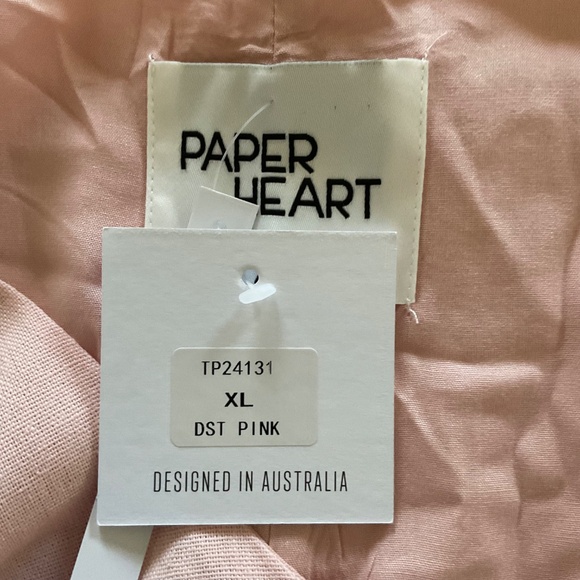 PAPER
HEART
TP24131
XL
DST PINK
DESIGNED IN AUSTRALIA